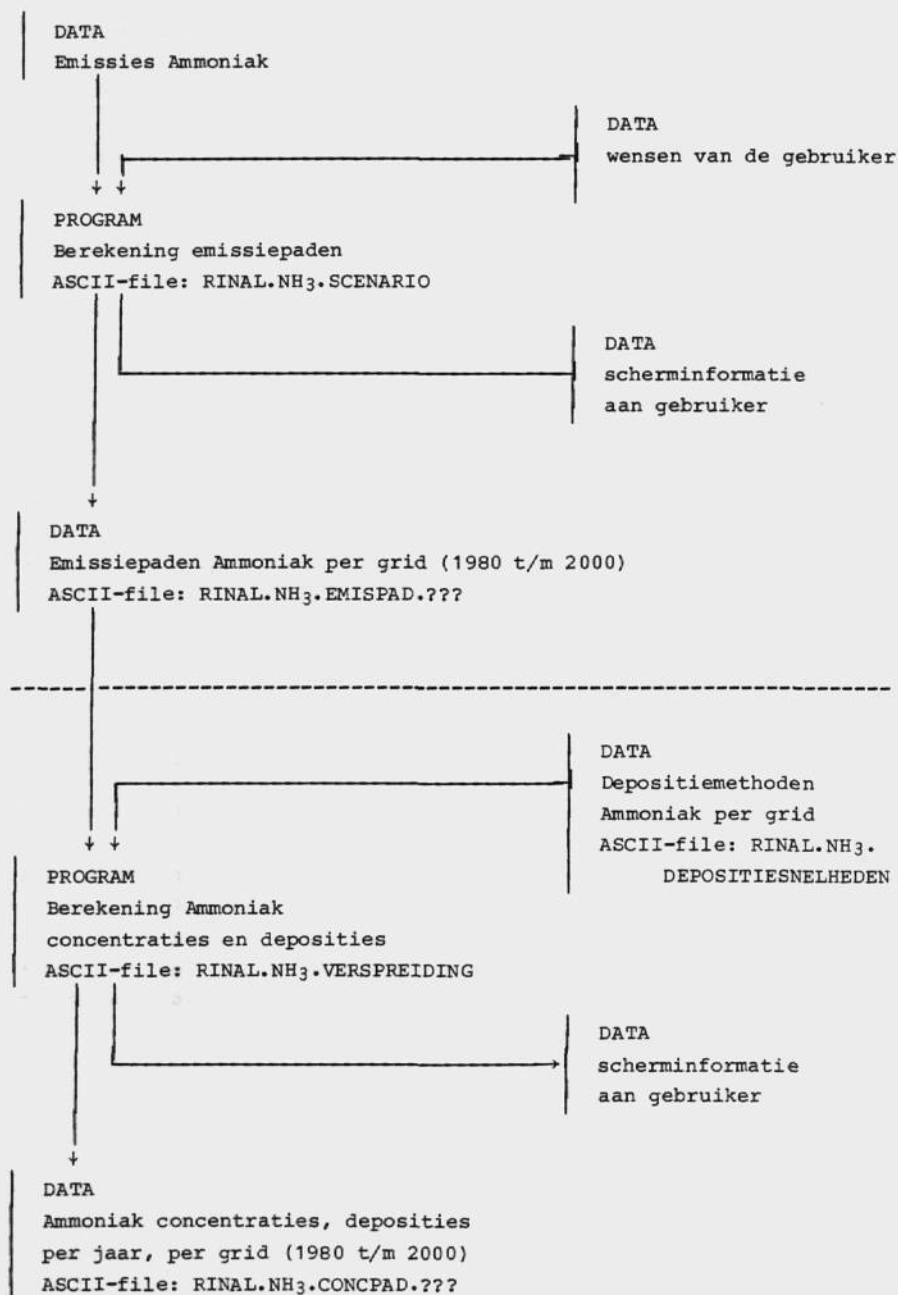 DATA
Emissies Ammoniak
DATA
wensen van de gebruiker
PROGRAM
Berekening emissiepaden
ASCII-file: RINAL.NH3.SCENARIO
DATA
scherminformatie
aan gebruiker
DATA
Emissiepaden Ammoniak per grid (1980 t/m 2000)
ASCII-file: RINAL.NH3.EMISPAD.???
DATA
Depositiemethoden
Ammoniak per grid
ASCII-file: RINAL.NH3.
DEPOSITIESNELHEDEN
PROGRAM
Berekening Ammoniak
concentraties en deposities
ASCII-file: RINAL.NH3.VERSPREIDING
DATA
scherminformatie
aan gebruiker
DATA
Ammoniak concentraties, deposities
per jaar, per grid (1980 t/m 2000)
ASCII-file: RINAL.NH3.CONCPAD.???